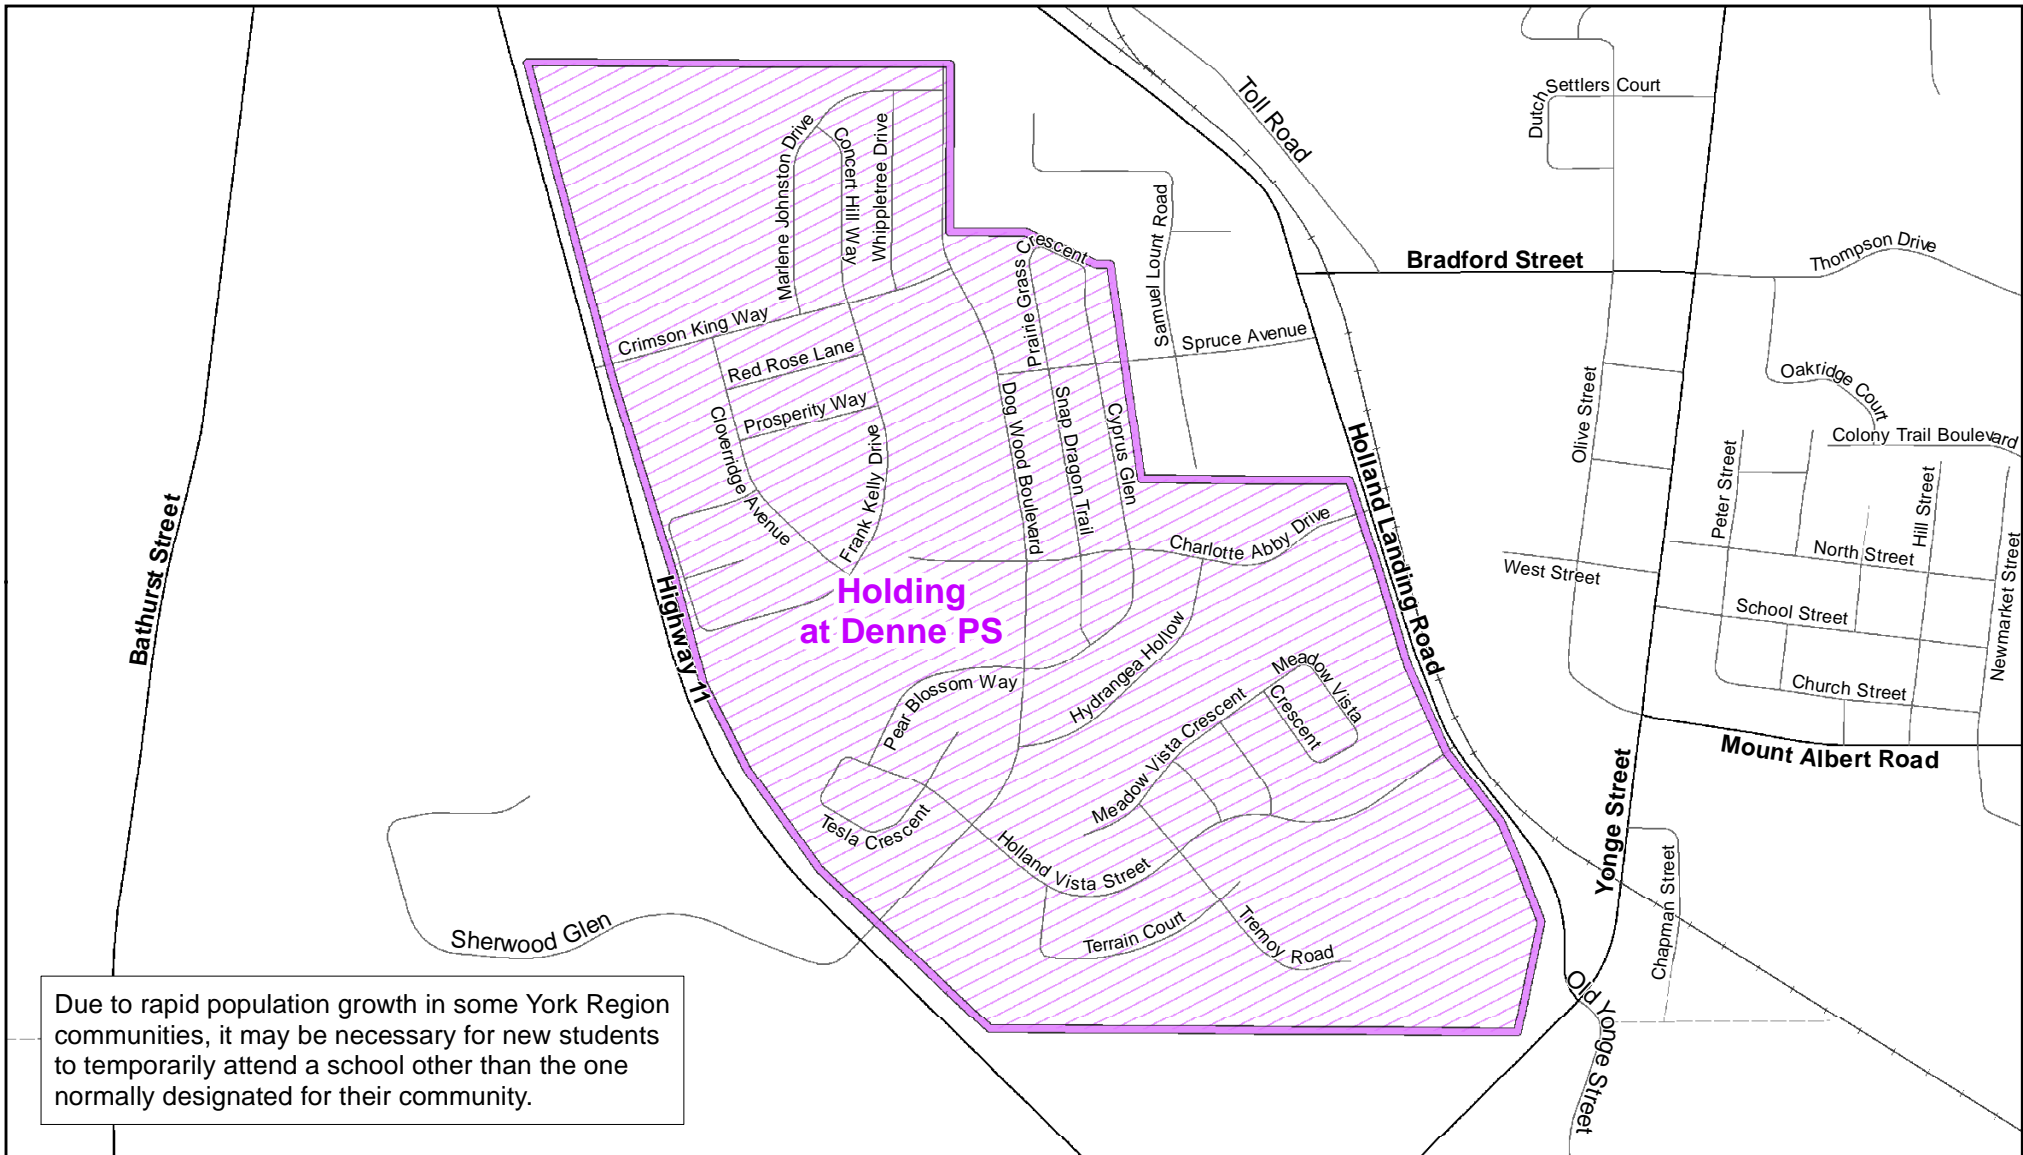 Toll Road
Dutch
Settlers Court
Marlene Johnston Drive
Concert Hill Way
Whippletree Drive
Samuel Lount Road
Prairie Grass Crescent
Bradford Street
Thompson Drive
Crimson King Way
Spruce Avenue
Red Rose Lane
Prosperity Way
Cloverridge Avenue
Frank Kelly Drive
Dog Wood Boulevard
Snap Dragon Trail
Cyprus Glen
Holland Landing Road
Olive Street
Oakridge Court
Colony Trail Boulevard
Peter Street
Hill Street
Newmarket Street
North Street
West Street
School Street
Church Street
Charlotte Abby Drive
Bathurst Street
Highway 11
Holding
at Denne PS
Hydrangea Hollow
Pear Blossom Way
Meadow Vista
Crescent
Meadow Vista Crescent
Mount Albert Road
Yonge Street
Tesla Crescent
Holland Vista Street
Terrain Court
Tremoy Road
Sherwood Glen
Chapman Street
Old Yonge Street
Due to rapid population growth in some York Region
communities, it may be necessary for new students
to temporarily attend a school other than the one
normally designated for their community.